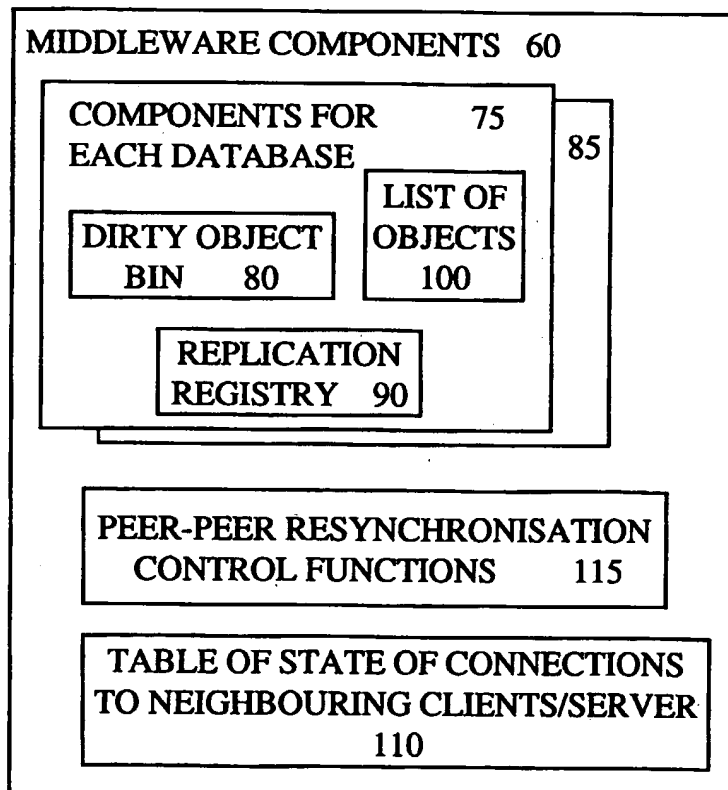 MIDDLEWARE COMPONENTS 60
COMPONENTS FOR 75
EACH DATABASE
85
LIST OF
OBJECTS
100
DIRTY OBJECT
BIN 80
REPLICATION
REGISTRY 90
PEER-PEER RESYNCHRONISATION
CONTROL FUNCTIONS 115
TABLE OF STATE OF CONNECTIONS
TO NEIGHBOURING CLIENTS/SERVER
110